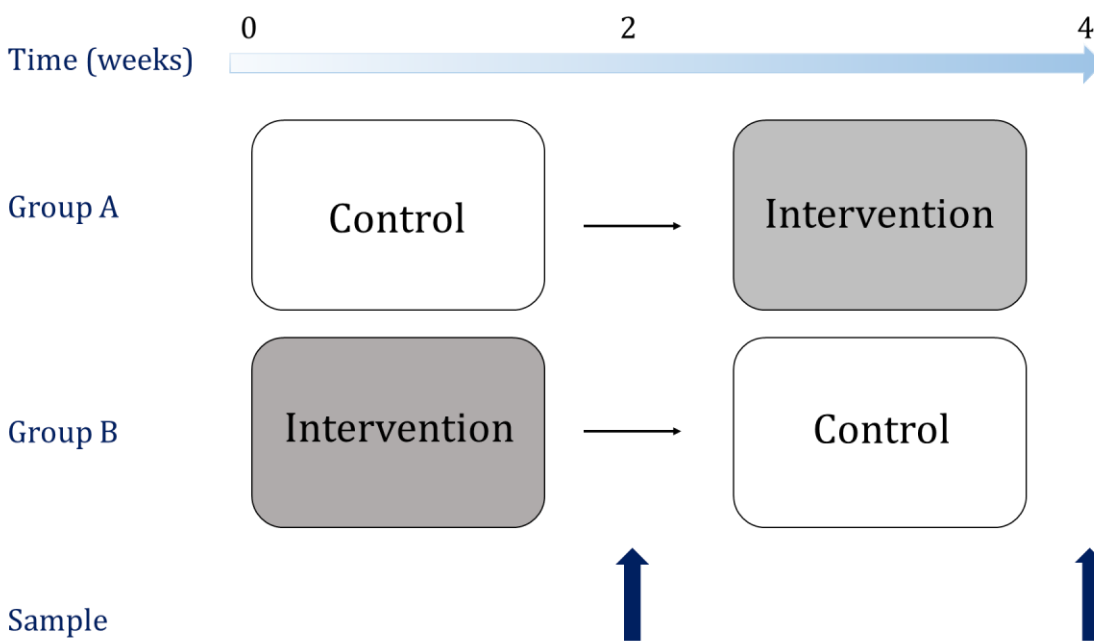 0 2 4
Time (weeks)
Group A
Control
Intervention
Group B
Intervention
Control
Sample